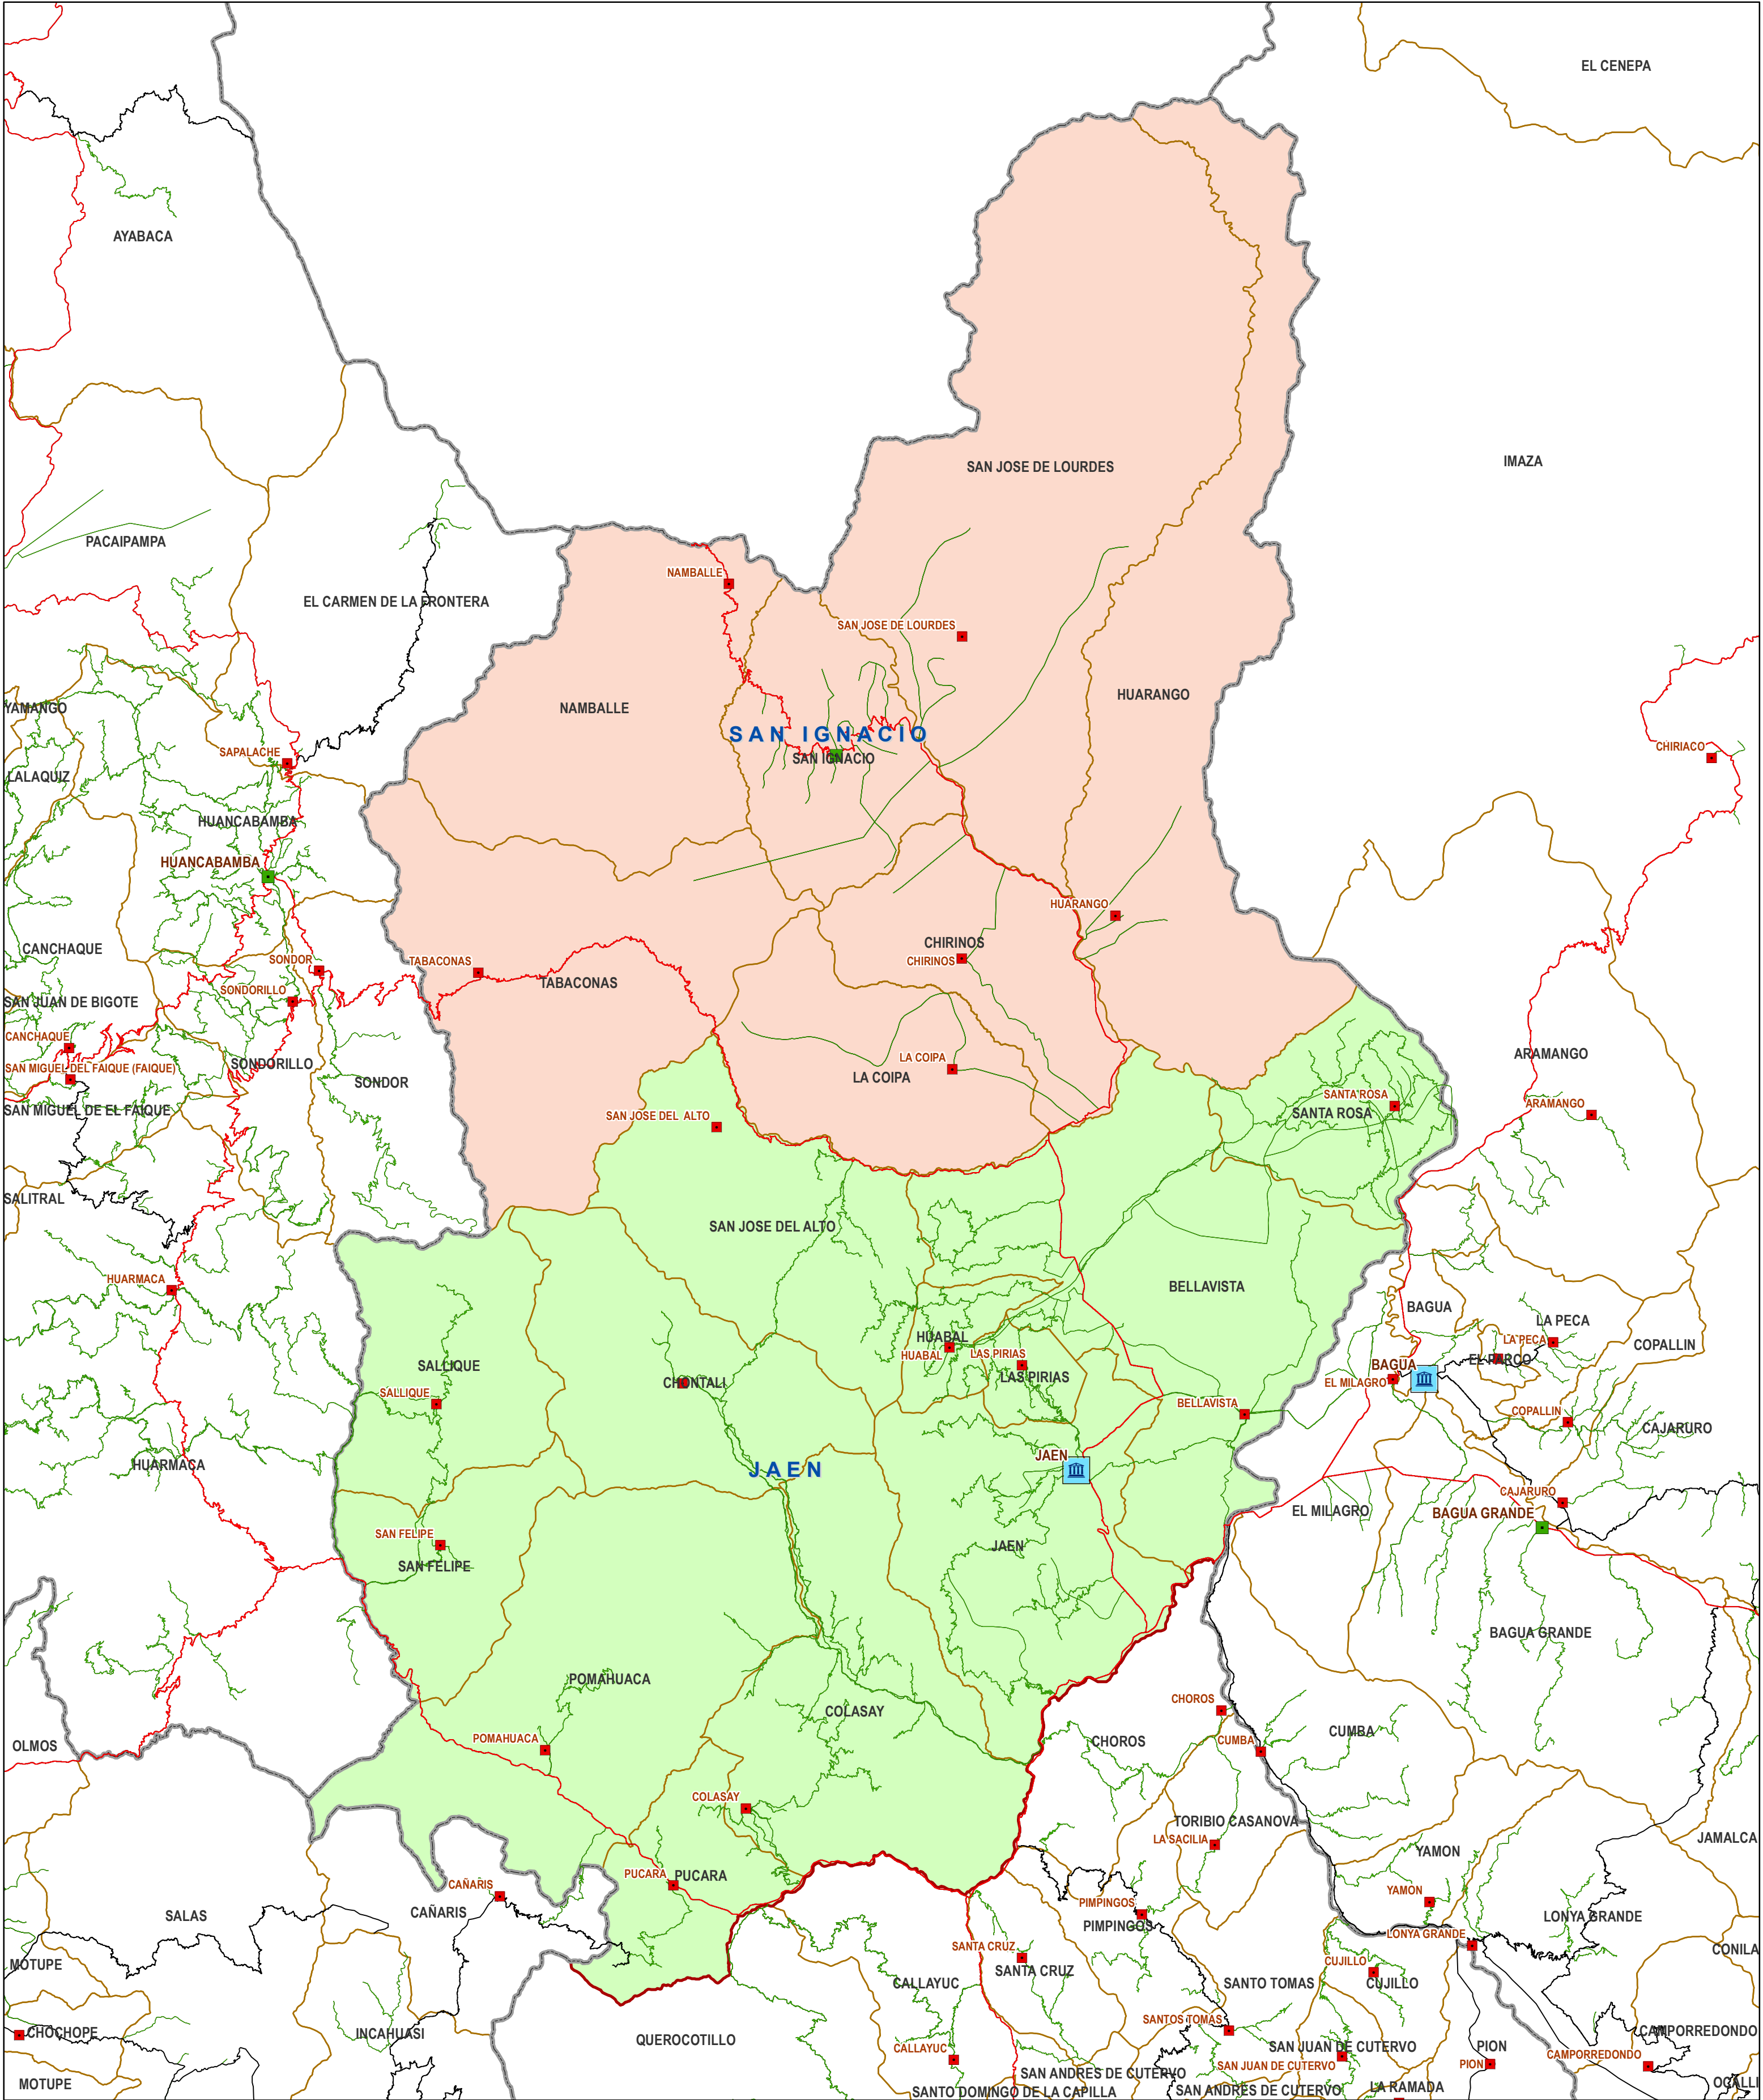 EL CENEPA
AYABACA
SAN JOSE DE LOURDES
IMAZA
PACAIPAMPA
NAMBALLE
EL CARMEN DE LA FRONTERA
SAN JOSE DE LOURDES
HUARANGO
YAMANGO
NAMBALLE
SAN IGNACIO
CHIRIACO
SAPALACHE
SAN IGNACIO
LALAQUIZ
HUANCABAMBA
HUANCABAMBA
HUARANGO
CHIRINOS
CANCHAQUE
SONDOR
TABACONAS
CHIRINOS
TABACONAS
SONDORILLO
SAN JUAN DE BIGOTE
CANCHAQUE
ARAMANGO
LA COIPA
SONDORILLO
SAN MIGUEL DEL FAIQUE (FAIQUE)
LA COIPA
SONDOR
SANTA ROSA
ARAMANGO
SAN MIGUEL DE EL FAIQUE
SAN JOSE DEL ALTO
SANTA ROSA
SALITRAL
SAN JOSE DEL ALTO
HUARMACA
BELLAVISTA
BAGUA
LA PECA
HUABAL
LA PECA
COPALLIN
HUABAL
LAS PIRIAS
EL PARCO
SALLIQUE
BAGUA
LAS PIRIAS
CHONTALI
EL MILAGRO
SALLIQUE
BELLAVISTA
COPALLIN
CAJARURO
JAEN
HUARMACA
JAEN
CAJARURO
EL MILAGRO
BAGUA GRANDE
SAN FELIPE
JAEN
SAN FELIPE
BAGUA GRANDE
POMAHUACA
CHOROS
COLASAY
CUMBA
POMAHUACA
CHOROS
CUMBA
OLMOS
COLASAY
TORIBIO CASANOVA
JAMALCA
LA SACILIA
YAMON
PUCARA
PUCARA
CAÑARIS
YAMON
PIMPINGOS
CAÑARIS
SALAS
PIMPINGOS
LONYA GRANDE
LONYA GRANDE
SANTA CRUZ
CONILA
MOTUPE
CUJILLO
SANTA CRUZ
CALLAYUC
SANTO TOMAS
CUJILLO
SANTOS TOMAS
CHOCHOPE
INCAHUASI
QUEROCOTILLO
CAMPORREDONDO
CALLAYUC
SAN JUAN DE CUTERVO
PION
CAMPORREDONDO
SAN JUAN DE CUTERVO
PION
SAN ANDRES DE CUTERVO
MOTUPE
SANTO DOMINGO DE LA CAPILLA
SAN ANDRES DE CUTERVO
LA RAMADA
OCALLI